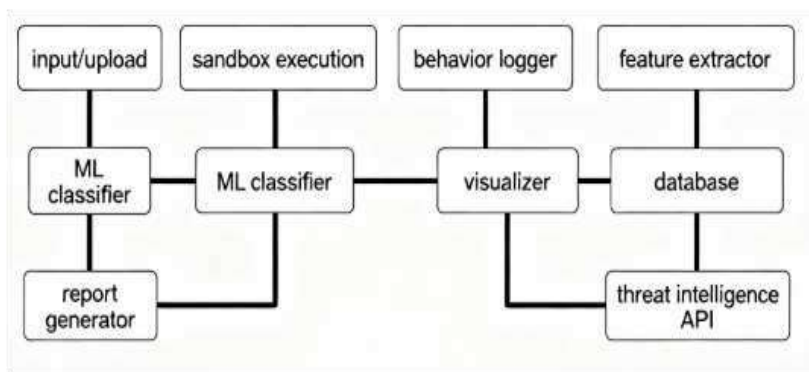 input/upload
sandbox execution
behavior logger
feature extractor
ML
classifier
ML classifier
visualizer
database
report
generator
threat intelligence
API